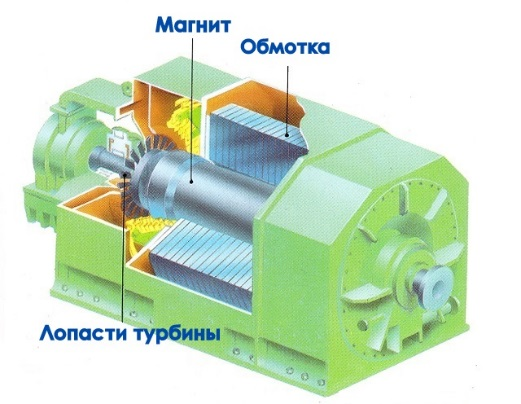 Магнит
Обмотка
Лопасти турбины